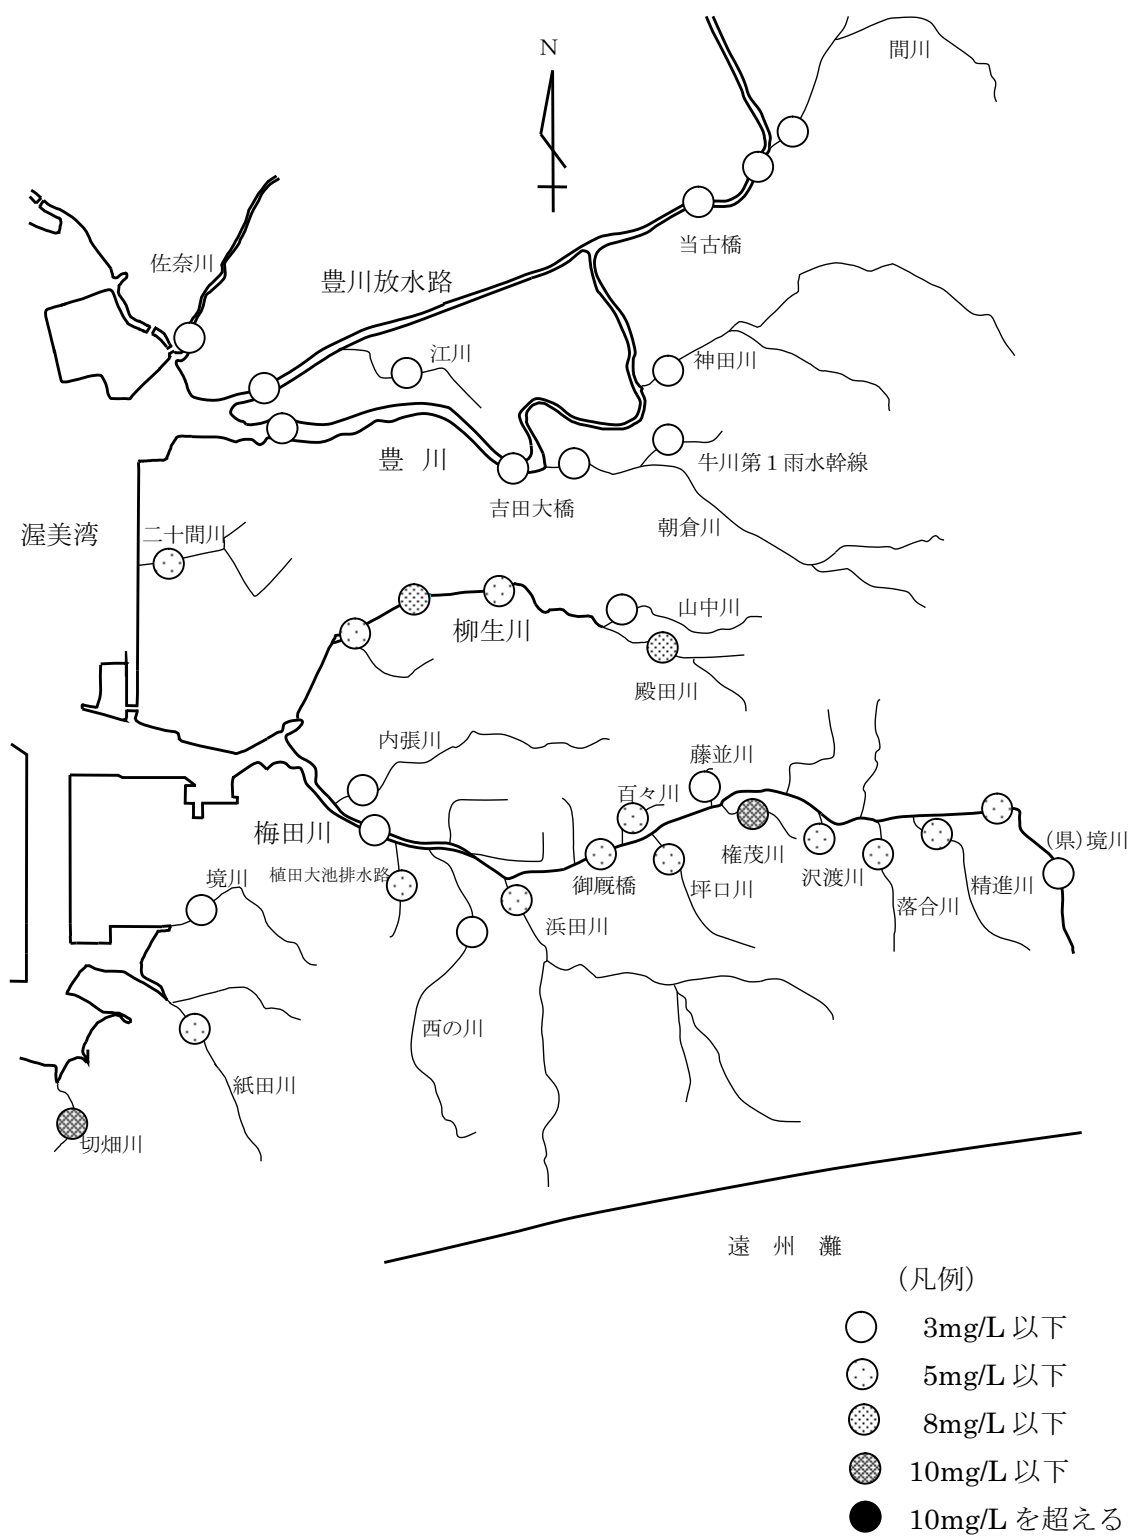 間川
N
当古橋
佐奈川
豊川放水路
江川
神田川
豊 川
牛川第1雨水幹線
吉田大橋
朝倉川
渥美湾
二十間川
山中川
柳生川
殿田川
内張川
藤並川
百々川
梅田川
(県)境川
権茂川
植田大池排水路
境川
御厩橋
沢渡川
坪口川
精進川
落合川
浜田川
西の川
紙田川
切畑川
遠 州 灘
(凡例)
3mg/L 以下
5mg/L 以下
8mg/L 以下
10mg/L 以下
10mg/L を超える